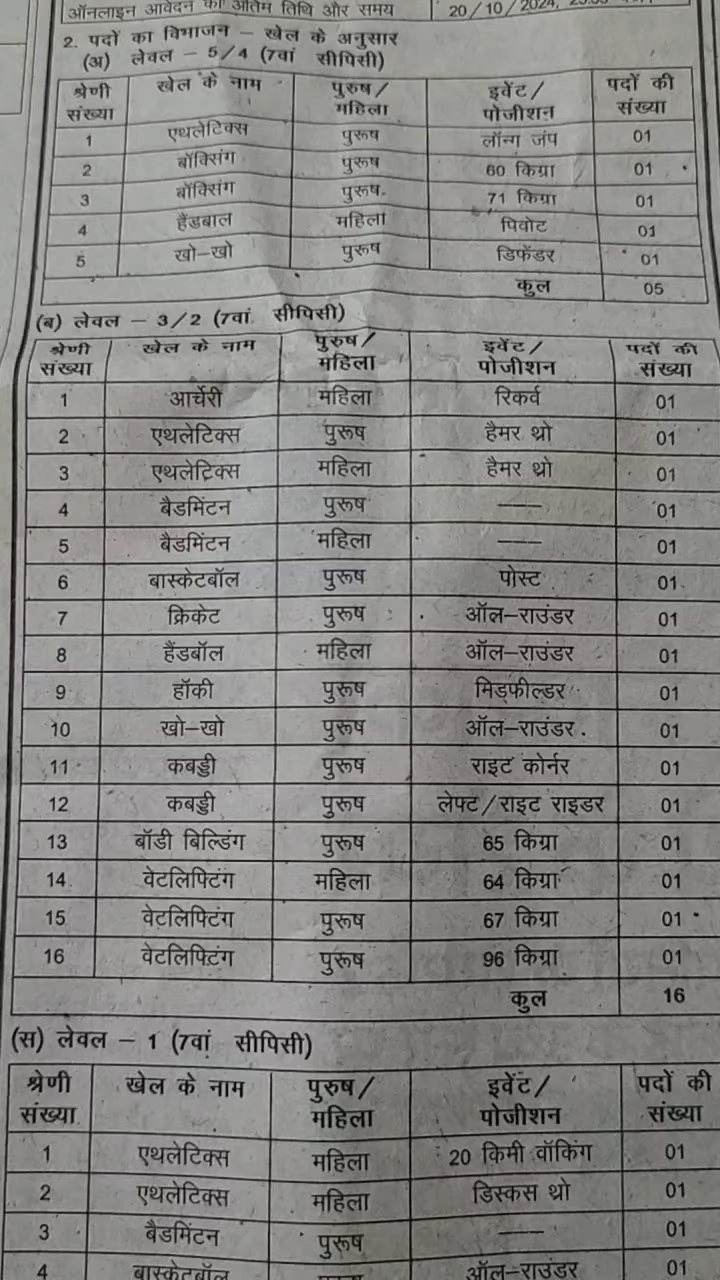 ऑनलाइन आवेदन की अंतिम तिथि और समय 20/10/2024,
2. पदों का विभाजन – खेल के अनुसार
(अ) लेवल – 5/4 (7वां सीपिसी)
श्रेणी संख्या खेल के नाम पुरुष/महिला इवेंट/पोजीशन पदों की संख्या
1 एथलेटिक्स पुरूष लॉन्ग जंप 01
2 बॉक्सिंग पुरूष 60 किग्रा 01
3 बॉक्सिंग पुरूष 71 किग्रा 01
4 हैंडबाल महिला पिवोट 01
5 खो–खो पुरूष डिफेंडर 01
कुल 05
(ब) लेवल – 3/2 (7वां सीपिसी)
श्रेणी संख्या खेल के नाम पुरुष/महिला इवेंट/पोजीशन पदों की संख्या
1 आर्चेरी महिला रिकर्व 01
2 एथलेटिक्स पुरूष हैमर थ्रो 01
3 एथलेटिक्स महिला हैमर थ्रो 01
4 बैडमिंटन पुरूष —— 01
5 बैडमिंटन महिला —— 01
6 बास्केटबॉल पुरूष पोस्ट 01
7 क्रिकेट पुरूष ऑल–राउंडर 01
8 हैंडबॉल महिला ऑल–राउंडर 01
9 हॉकी पुरूष मिड्फील्डर 01
10 खो–खो पुरूष ऑल–राउंडर 01
11 कबड्डी पुरूष राइट कोर्नर 01
12 कबड्डी पुरूष लेफ्ट/राइट राइडर 01
13 बॉडी बिल्डिंग पुरूष 65 किग्रा 01
14 वेटलिफ्टिंग महिला 64 किग्रा 01
15 वेटलिफ्टिंग पुरूष 67 किग्रा 01
16 वेटलिफ्टिंग पुरूष 96 किग्रा 01
कुल 16
(स) लेवल – 1 (7वां सीपिसी)
श्रेणी संख्या खेल के नाम पुरुष/महिला इवेंट/पोजीशन पदों की संख्या
1 एथलेटिक्स महिला 20 किमी वॉकिंग 01
2 एथलेटिक्स महिला डिस्कस थ्रो 01
3 बैडमिंटन पुरूष —— 01
4 बास्केटबॉल ऑल–राउंडर 01